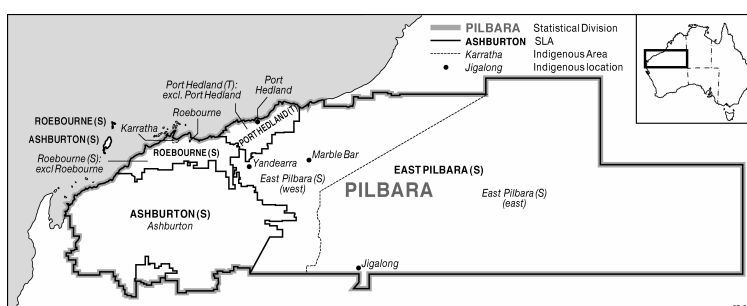 PILBARA Statistical Division
ASHBURTON SLA
Karratha Indigenous Area
Jigalong Indigenous location
Port Hedland (T):
excl. Port Hedland
Port
Hedland
Roebourne
ROEBOURNE (S)
Karratha
ASHBURTON (S)
PORT HEDLAND (T)
Roebourne (S):
excl Roebourne
ROEBOURNE (S)
Yandearra
Marble Bar
East Pilbara (S)
(west)
PILBARA
EAST PILBARA (S)
East Pilbara (S)
(east)
ASHBURTON (S)
Ashburton
Jigalong